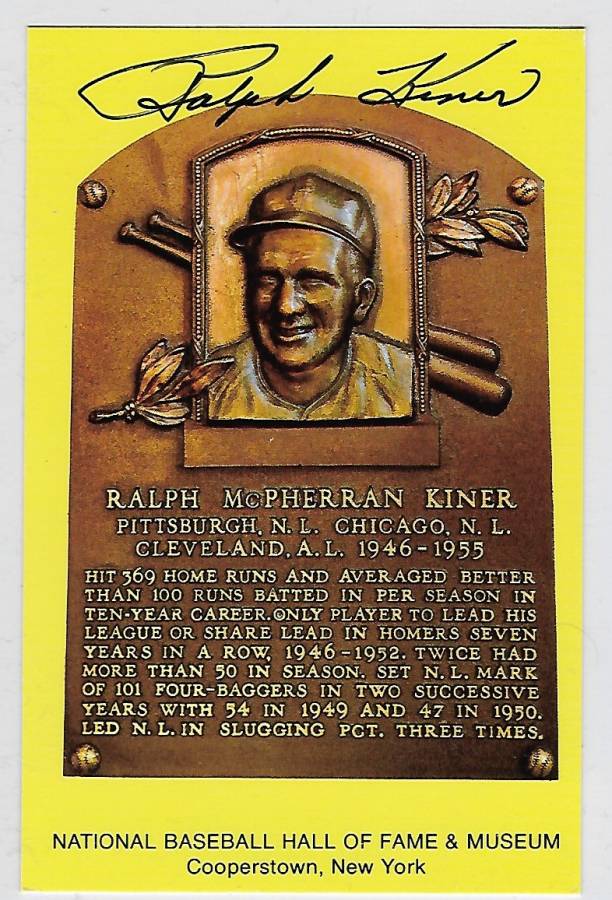 Ralph Kiner
RALPH McPHERRAN KINER
PITTSBURGH, N. L. CHICAGO, N. L.
CLEVELAND, A.L. 1946-1955
HIT 369 HOME RUNS AND AVERAGED BETTER
THAN 100 RUNS BATTED IN PER SEASON IN
TEN-YEAR CAREER. ONLY PLAYER TO LEAD HIS
LEAGUE OR SHARE LEAD IN HOMERS SEVEN
YEARS IN A ROW, 1946-1952. TWICE HAD
MORE THAN 50 IN SEASON. SET N.L. MARK
OF 101 FOUR-BAGGERS IN TWO SUCCESSIVE
YEARS WITH 54 IN 1949 AND 47 IN 1950.
LED N.L. IN SLUGGING PCT. THREE TIMES.
NATIONAL BASEBALL HALL OF FAME & MUSEUM
Cooperstown, New York